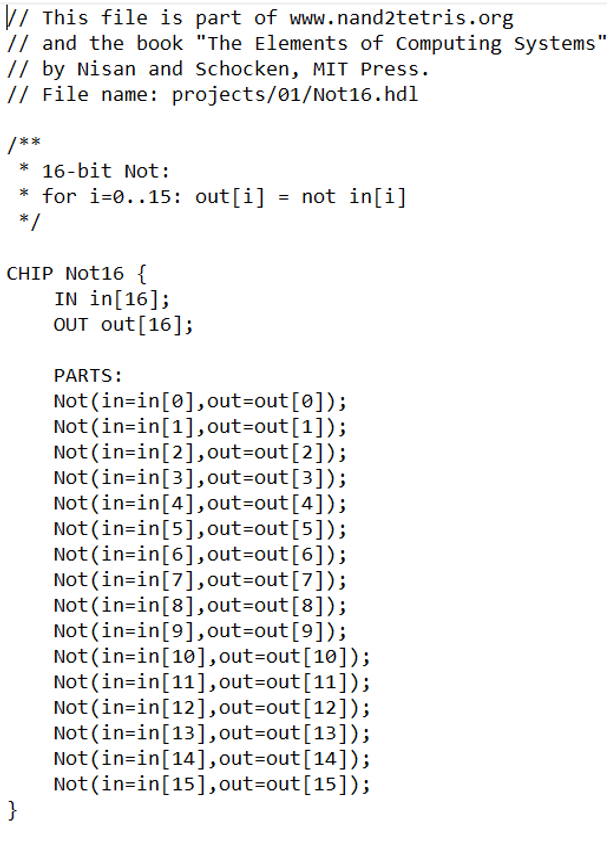 // This file is part of www.nand2tetris.org
// and the book "The Elements of Computing Systems"
// by Nisan and Schocken, MIT Press.
// File name: projects/01/Not16.hdl

/**
 * 16-bit Not:
 * for i=0..15: out[i] = not in[i]
 */

CHIP Not16 {
    IN in[16];
    OUT out[16];

    PARTS:
    Not(in=in[0],out=out[0]);
    Not(in=in[1],out=out[1]);
    Not(in=in[2],out=out[2]);
    Not(in=in[3],out=out[3]);
    Not(in=in[4],out=out[4]);
    Not(in=in[5],out=out[5]);
    Not(in=in[6],out=out[6]);
    Not(in=in[7],out=out[7]);
    Not(in=in[8],out=out[8]);
    Not(in=in[9],out=out[9]);
    Not(in=in[10],out=out[10]);
    Not(in=in[11],out=out[11]);
    Not(in=in[12],out=out[12]);
    Not(in=in[13],out=out[13]);
    Not(in=in[14],out=out[14]);
    Not(in=in[15],out=out[15]);
}